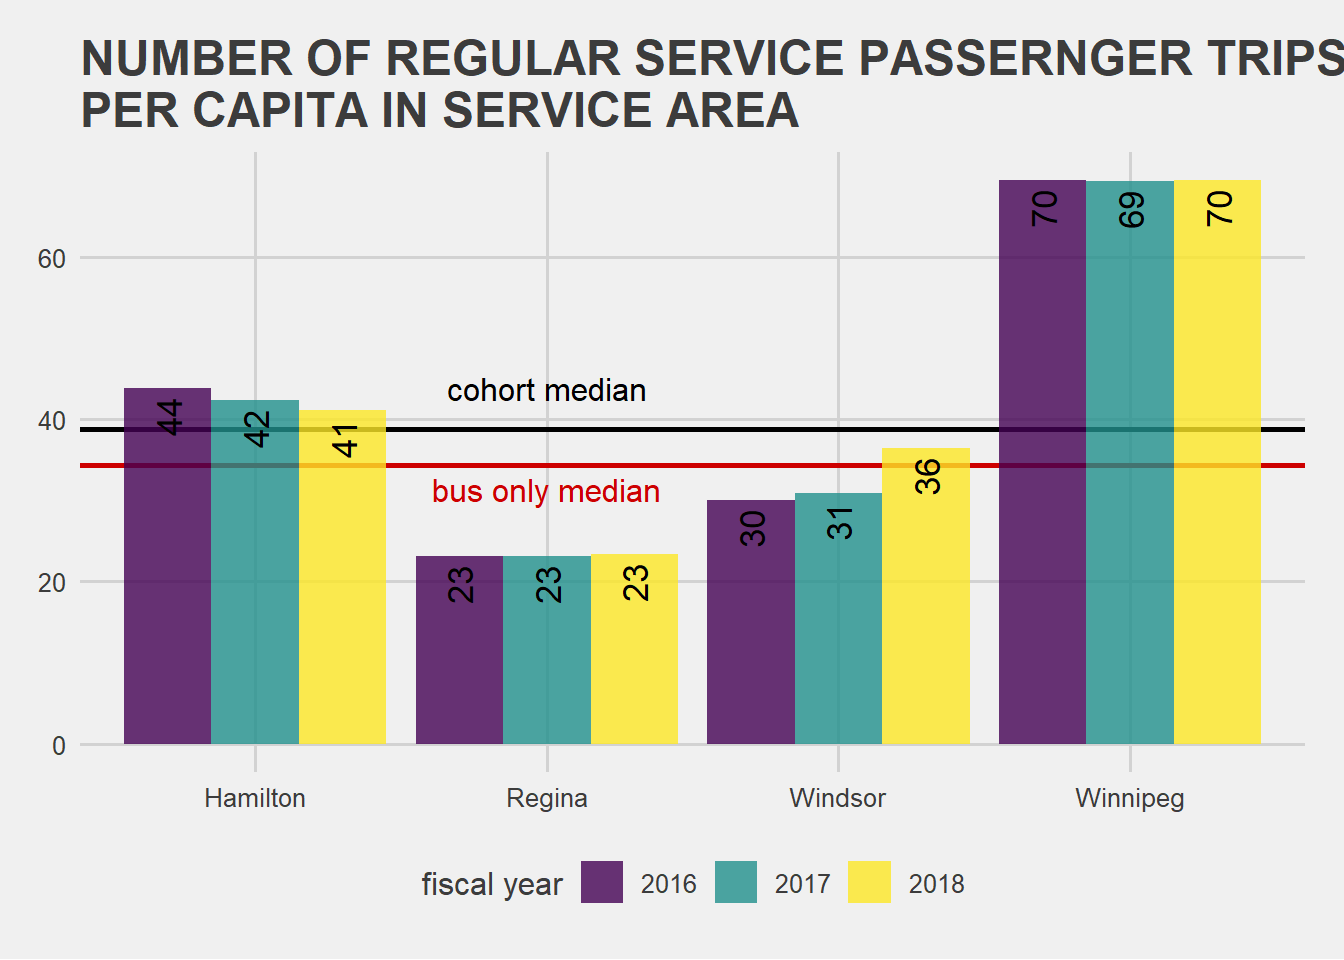 NUMBER OF REGULAR SERVICE PASSERNGER TRIPS
PER CAPITA IN SERVICE AREA
70
69
70
60
cohort median
44
42
41
40
36
bus only median
30
31
23
23
23
20
0
Hamilton
Regina
Windsor
Winnipeg
fiscal year
2016
2017
2018